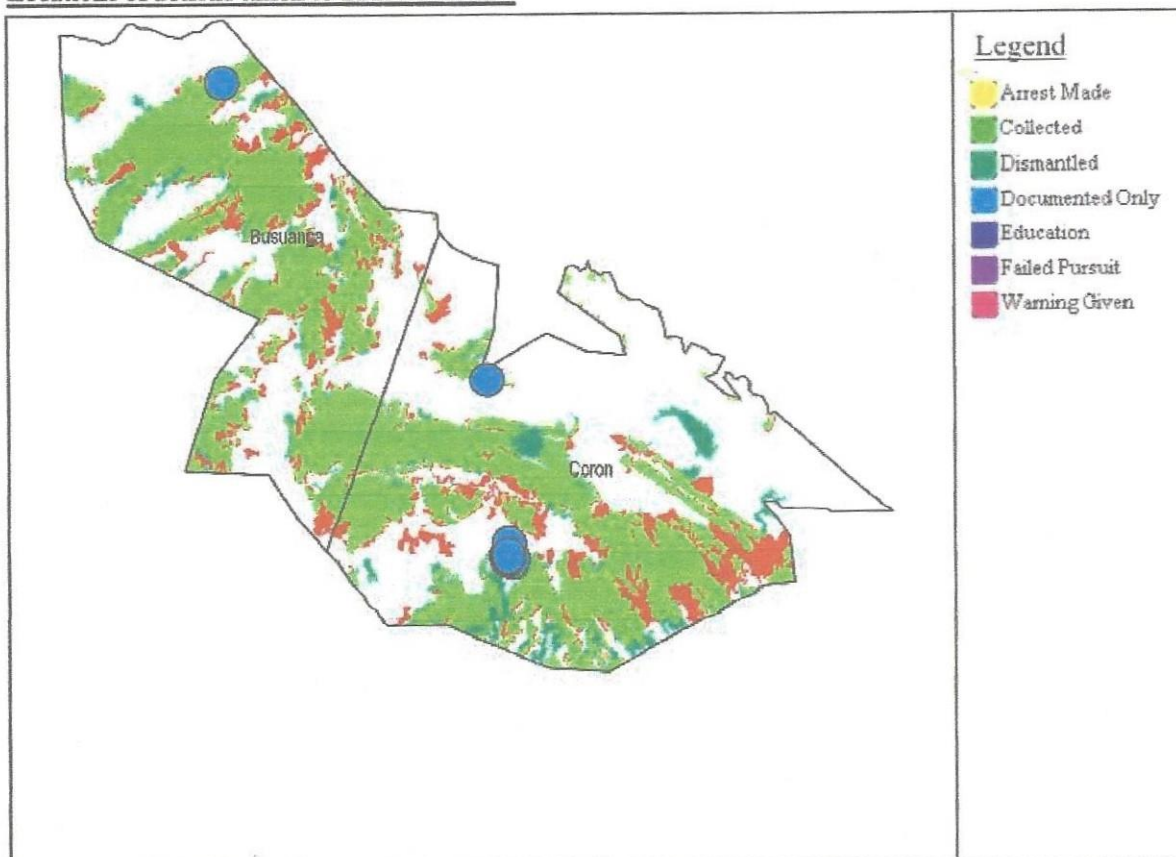 Legend
Arrest Made
Collected
Dismantled
Documented Only
Education
Failed Pursuit
Warning Given
Busuanga
Coron